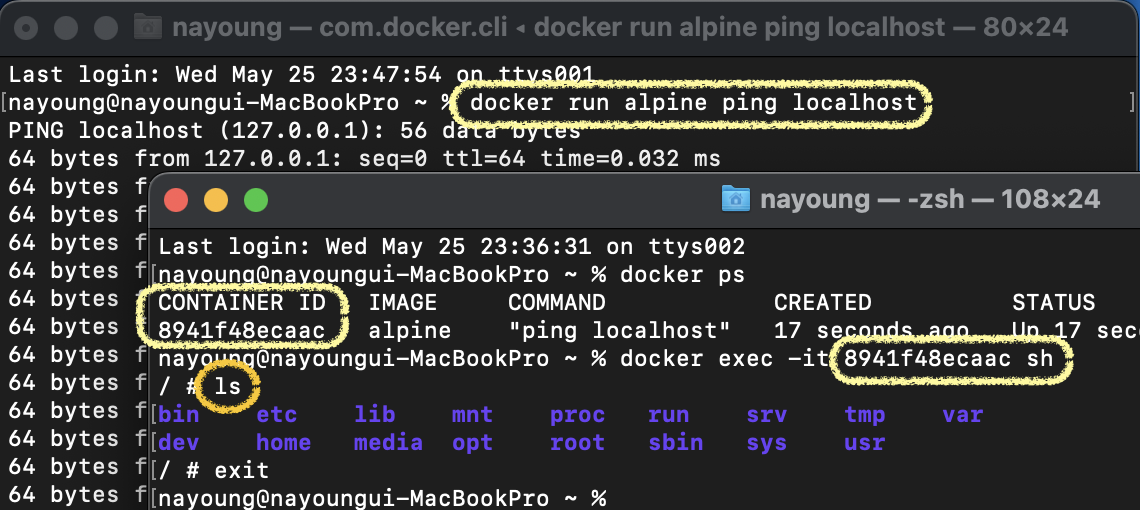 nayoung — com.docker.cli ◂ docker run alpine ping localhost — 80×24
Last login: Wed May 25 23:47:54 on ttys001
[nayoung@nayoungui-MacBookPro ~ % docker run alpine ping localhost ]
PING localhost (127.0.0.1): 56 data bytes
64 bytes from 127.0.0.1: seq=0 ttl=64 time=0.032 ms
64 bytes f
64 bytes f
64 bytes f
64 bytes f
64 bytes f
64 bytes f
64 bytes f
64 bytes f
64 bytes f
64 bytes f
64 bytes f
64 bytes f
nayoung — -zsh — 108×24
Last login: Wed May 25 23:36:31 on ttys002
[nayoung@nayoungui-MacBookPro ~ % docker ps
CONTAINER ID IMAGE COMMAND CREATED STATUS
8941f48ecaac alpine "ping localhost" 17 seconds ago Up 17 sec
[nayoung@nayoungui-MacBookPro ~ % docker exec -it 8941f48ecaac sh
/ # ls
[bin etc lib mnt proc run srv tmp var
[dev home media opt root sbin sys usr
[/ # exit
[nayoung@nayoungui-MacBookPro ~ %